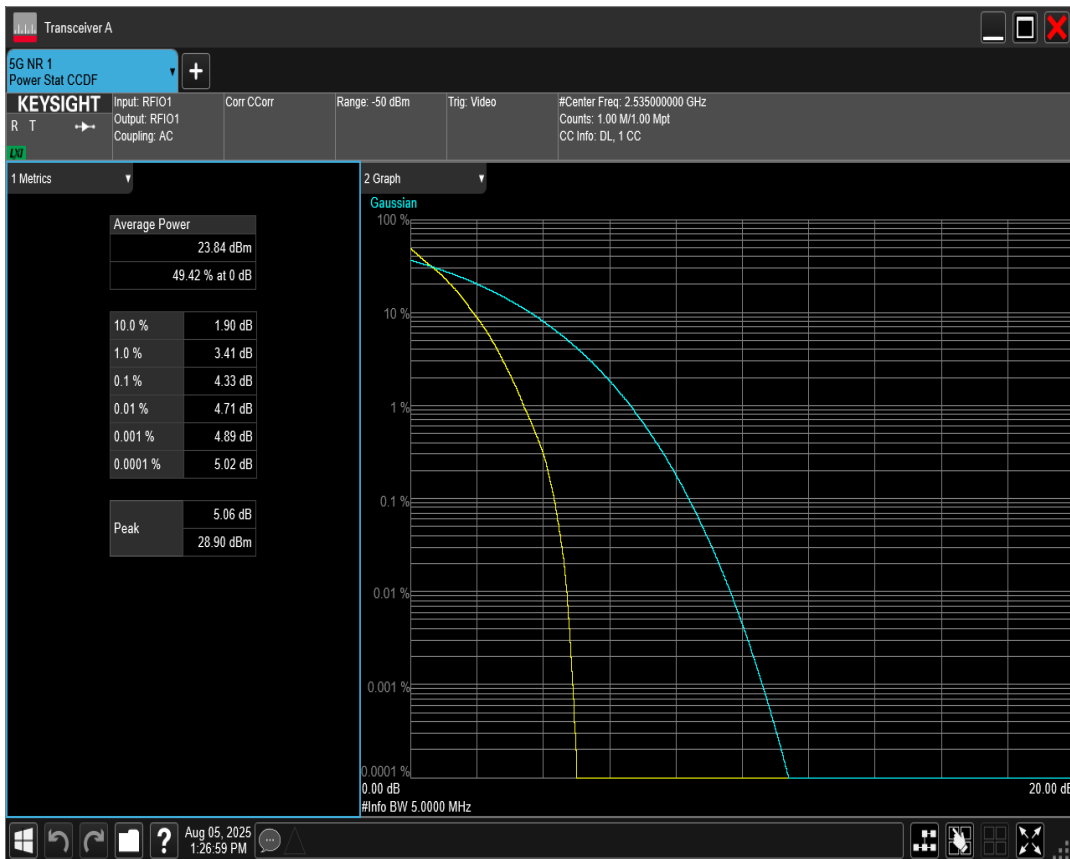 Transceiver A
5G NR 1
Power Stat CCDF
+
KEYSIGHT
R T
LXI
Input: RFIO1
Output: RFIO1
Coupling: AC
Corr CCorr
Range: -50 dBm
Trig: Video
#Center Freq: 2.535000000 GHz
Counts: 1.00 M/1.00 Mpt
CC Info: DL, 1 CC
1 Metrics
Average Power
23.84 dBm
49.42 % at 0 dB
10.0 % 1.90 dB
1.0 % 3.41 dB
0.1 % 4.33 dB
0.01 % 4.71 dB
0.001 % 4.89 dB
0.0001 % 5.02 dB
Peak
5.06 dB
28.90 dBm
2 Graph
Gaussian
100 %
10 %
1 %
0.1 %
0.01 %
0.001 %
0.0001 %
0.00 dB
20.00 dB
#Info BW 5.0000 MHz
?
Aug 05, 2025
1:26:59 PM